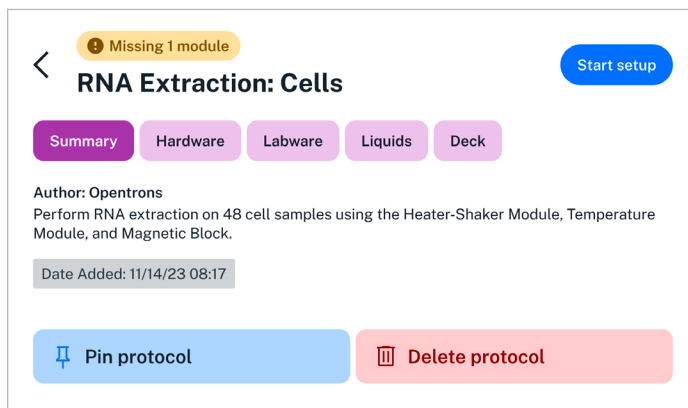 Missing 1 module
RNA Extraction: Cells
Start setup
Summary
Hardware
Labware
Liquids
Deck
Author: Opentrons
Perform RNA extraction on 48 cell samples using the Heater-Shaker Module, Temperature
Module, and Magnetic Block.
Date Added: 11/14/23 08:17
Pin protocol
Delete protocol